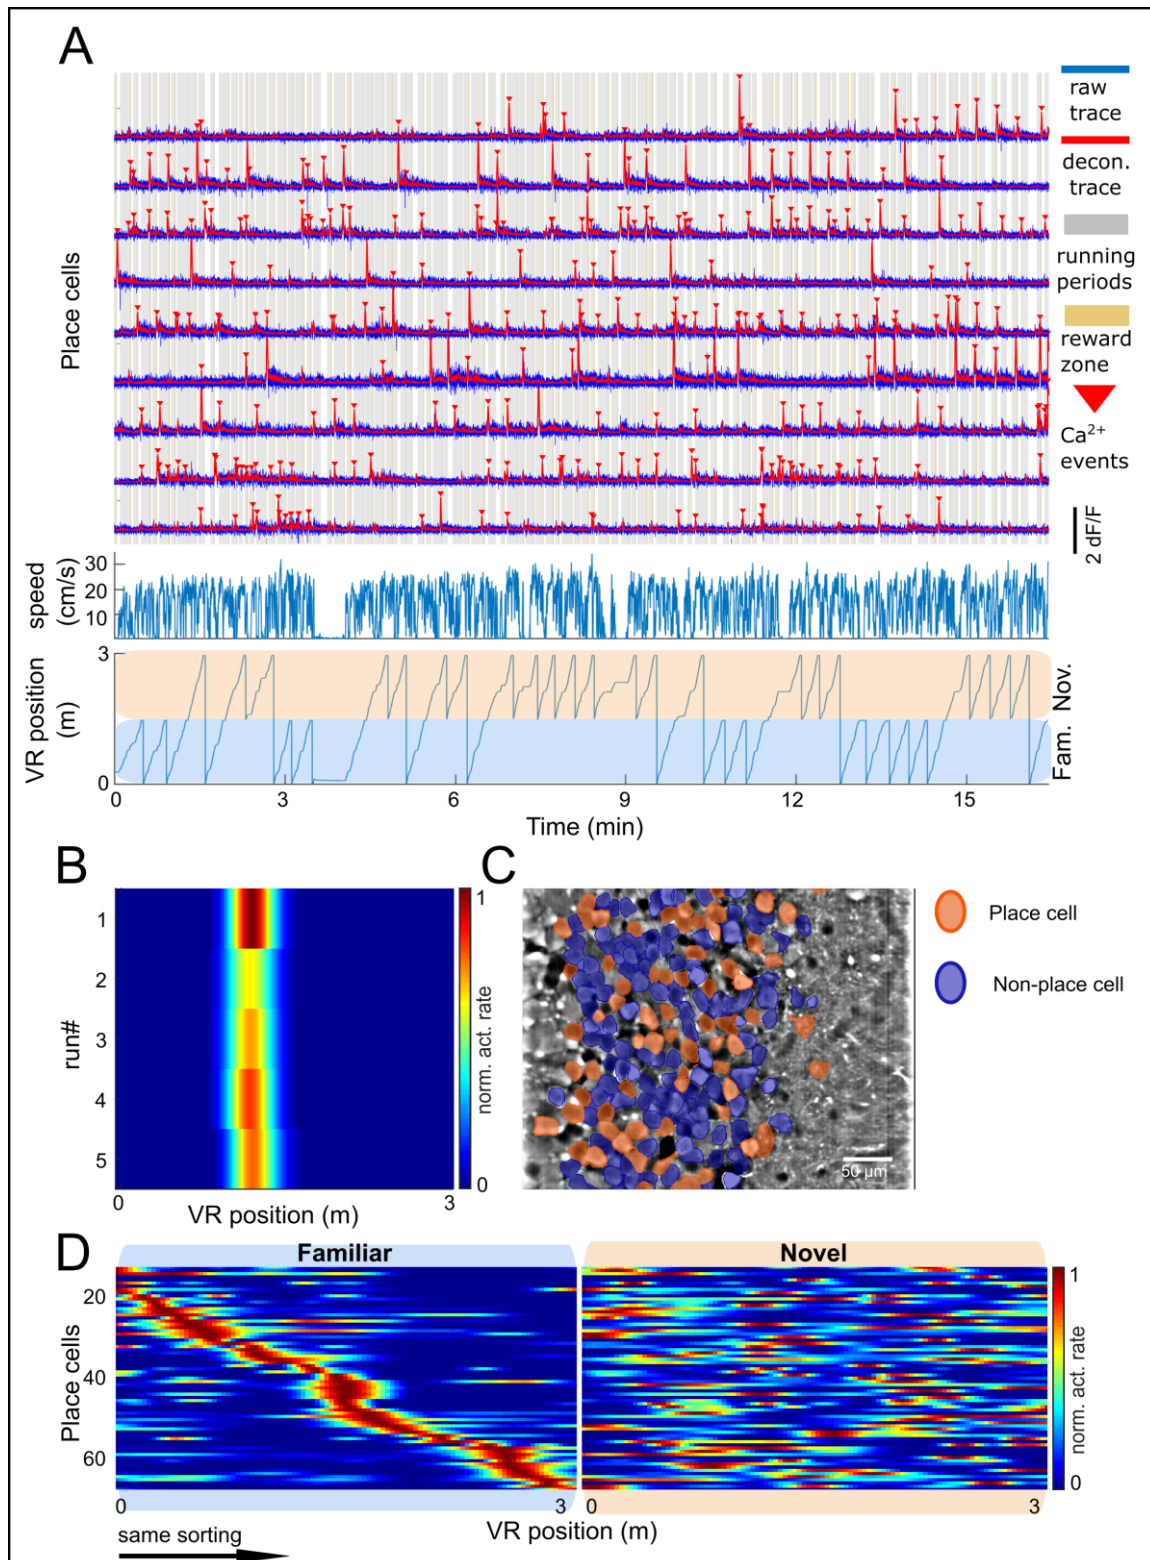 A
raw
trace
decon.
trace
running
periods
reward
zone
Ca2+
events
2 dF/F
Place cells
speed
(cm/s)
30
20
10
VR position
(m)
3
0
Nov.
Fam.
0
3
6
9
12
15
Time (min)
B
run#
1
2
3
4
5
0
3
VR position (m)
1
0
norm. act. rate
C
50 µm
Place cell
Non-place cell
D
Familiar
Novel
Place cells
20
40
60
1
0
norm. act. rate
0
3
0
3
VR position (m)
same sorting